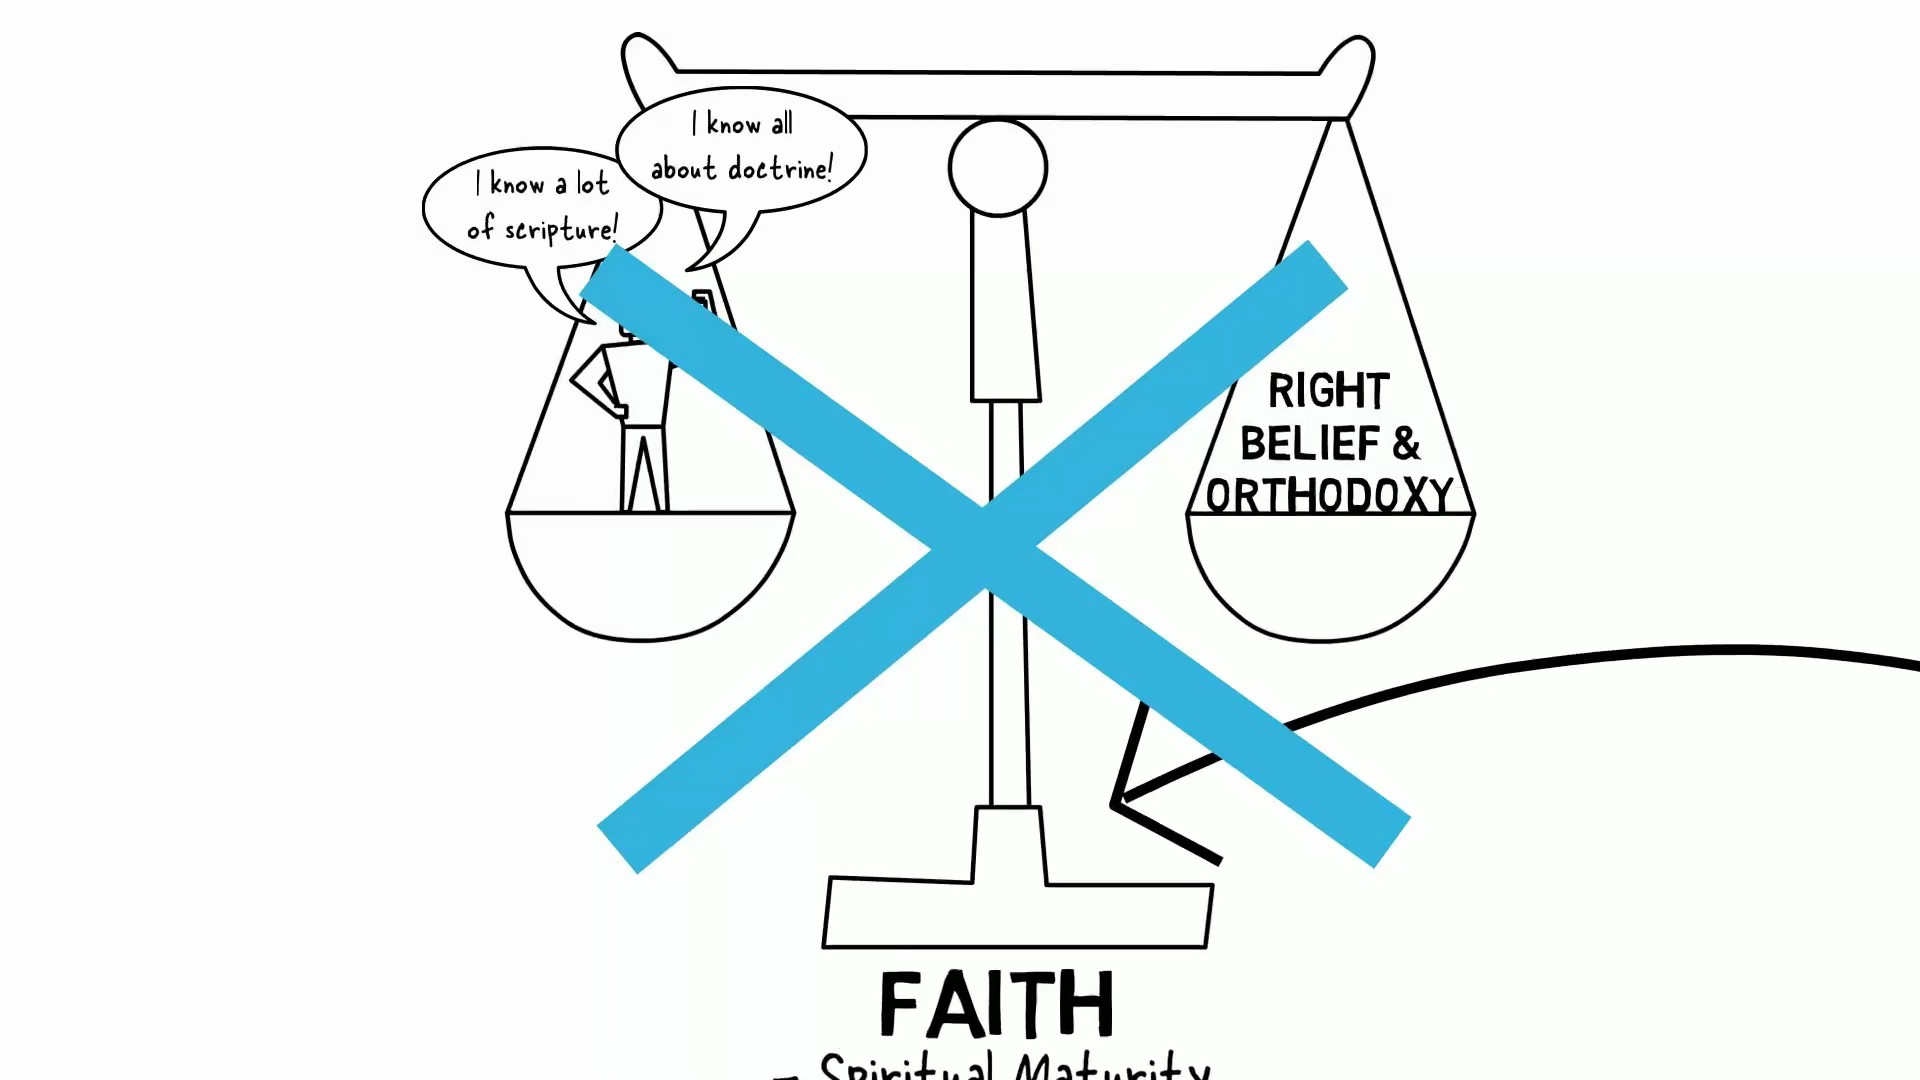 I know all
about doctrine!
I know a lot
of scripture!
RIGHT
BELIEF &
ORTHODOXY
FAITH
= Spiritual Maturity